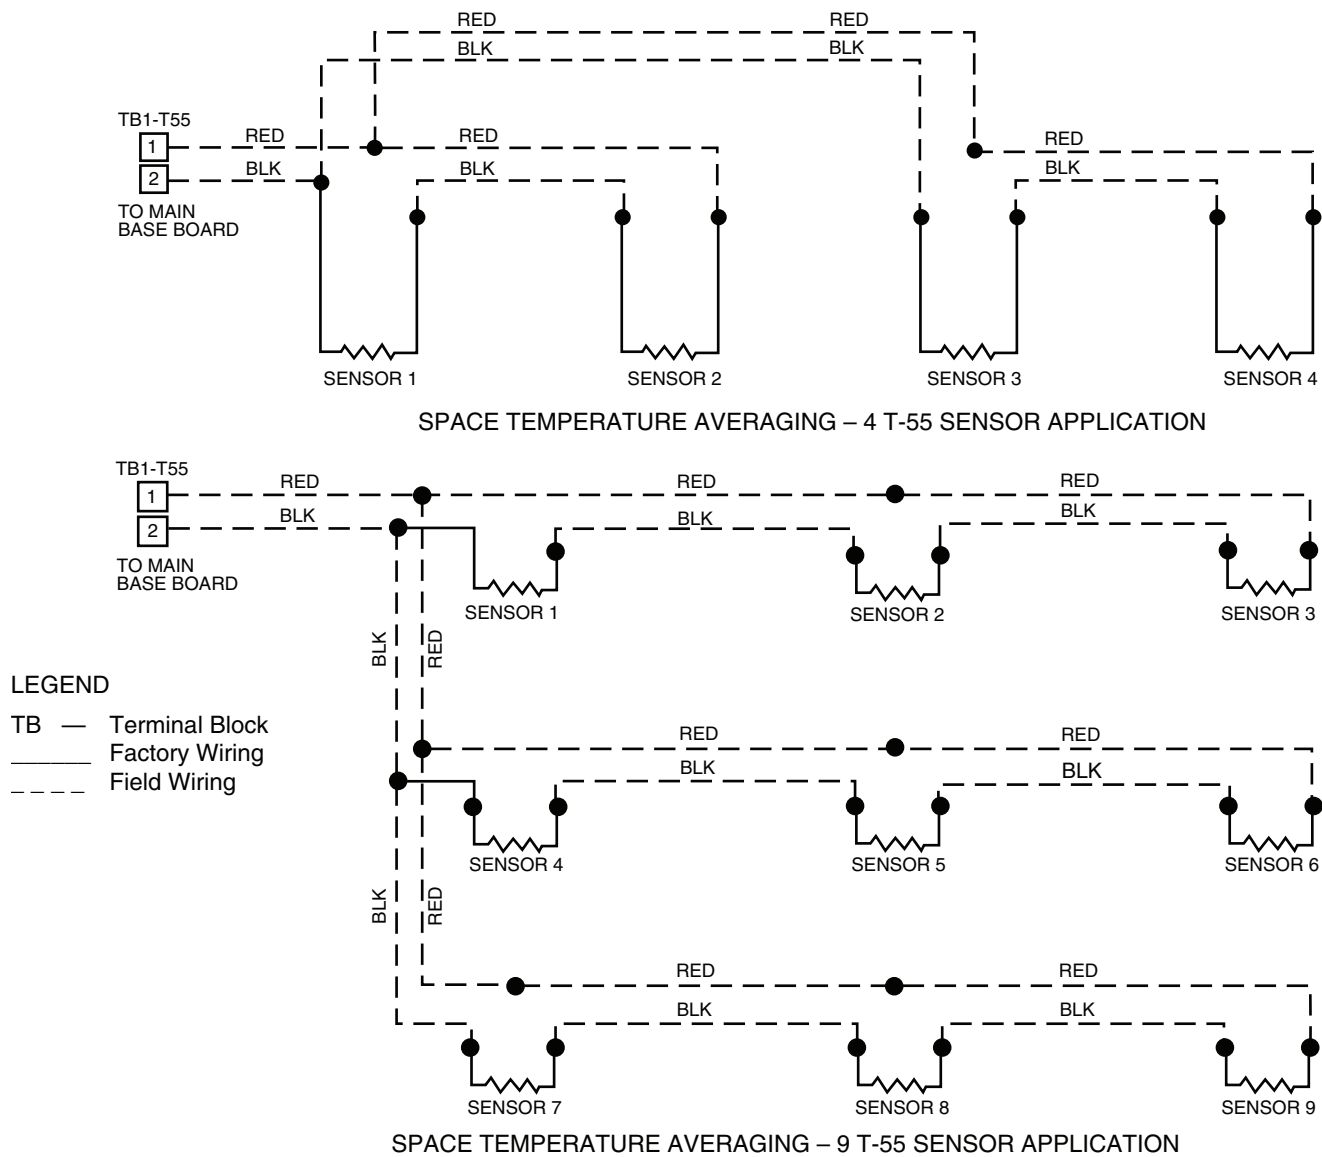 RED RED
BLK BLK
TB1-T55
1 RED RED RED
2 BLK BLK BLK
TO MAIN
BASE BOARD
SENSOR 1 SENSOR 2 SENSOR 3 SENSOR 4
SPACE TEMPERATURE AVERAGING – 4 T-55 SENSOR APPLICATION
TB1-T55
1 RED RED RED
2 BLK BLK BLK
TO MAIN
BASE BOARD
SENSOR 1 SENSOR 2 SENSOR 3
BLK RED
LEGEND
TB — Terminal Block
______ Factory Wiring
_ _ _ _ Field Wiring
RED RED
BLK BLK
SENSOR 4 SENSOR 5 SENSOR 6
BLK RED
RED RED
BLK BLK
SENSOR 7 SENSOR 8 SENSOR 9
SPACE TEMPERATURE AVERAGING – 9 T-55 SENSOR APPLICATION